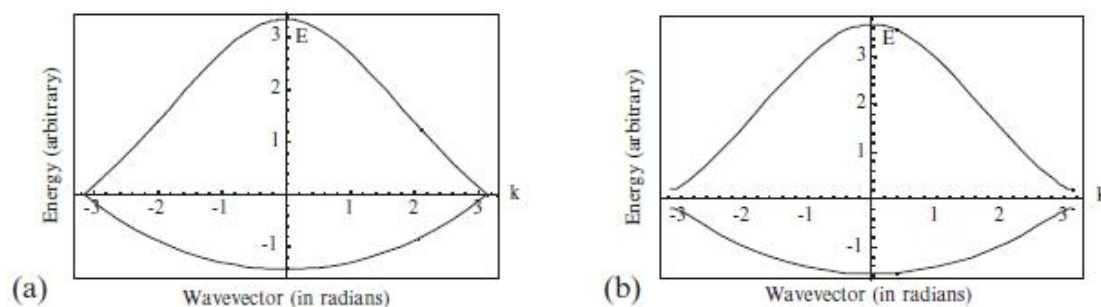 (a)
Energy (arbitrary)
E
3
2
1
-1
-3 -2 -1 1 2 3
k
Wavevector (in radians)
(b)
Energy (arbitrary)
E
3
2
1
-1
-3 -2 -1 1 2 3
k
Wavevector (in radians)